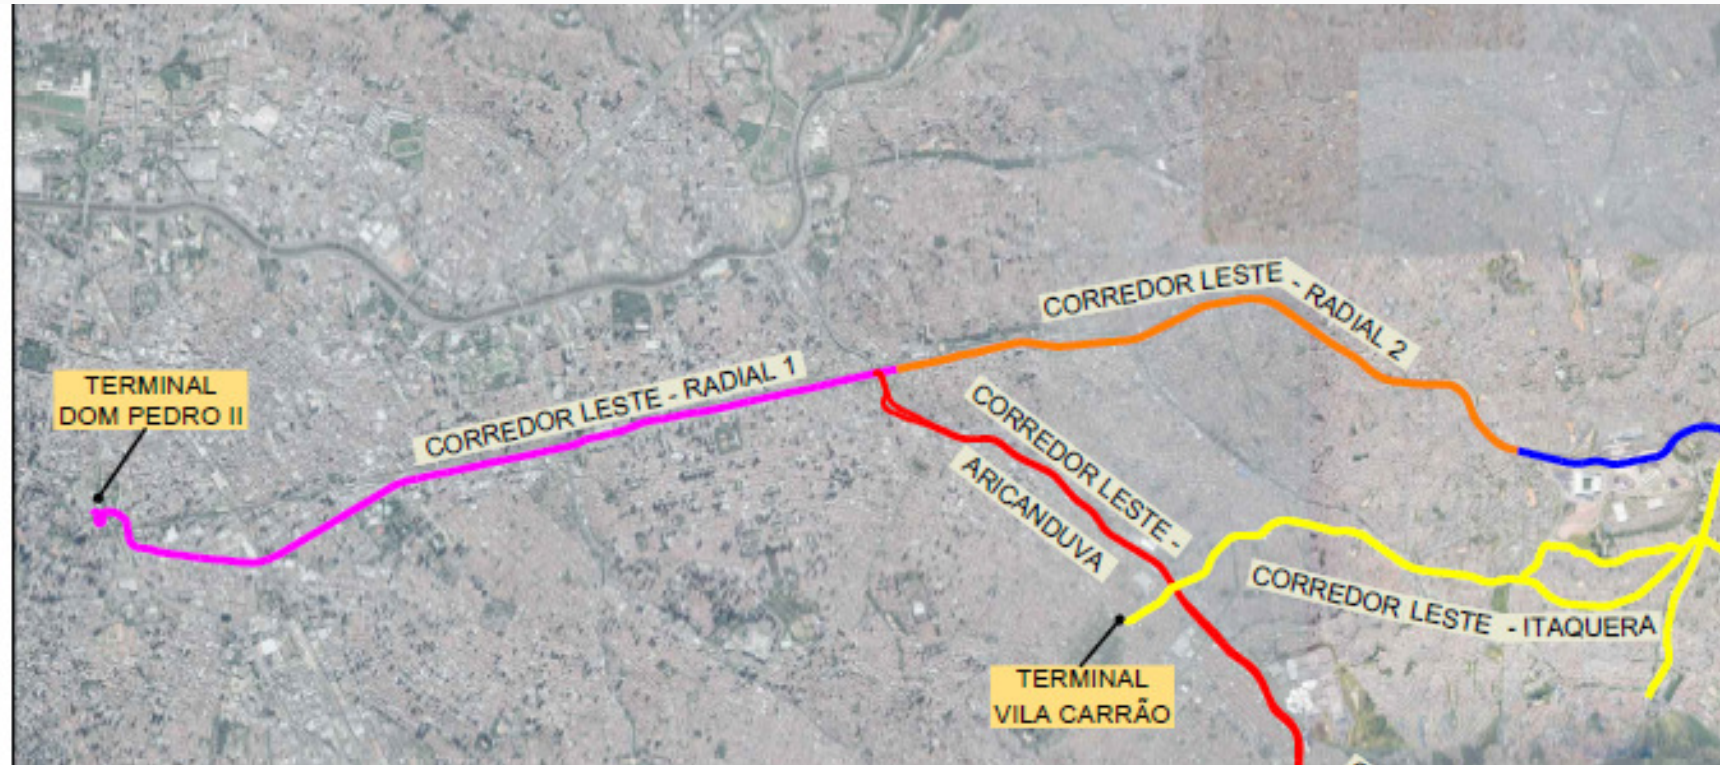 CORREDOR LESTE - RADIAL 2
TERMINAL
DOM PEDRO II
CORREDOR LESTE - RADIAL 1
CORREDOR LESTE -
ARICANDUVA
CORREDOR LESTE - ITAQUERA
TERMINAL
VILA CARRÃO